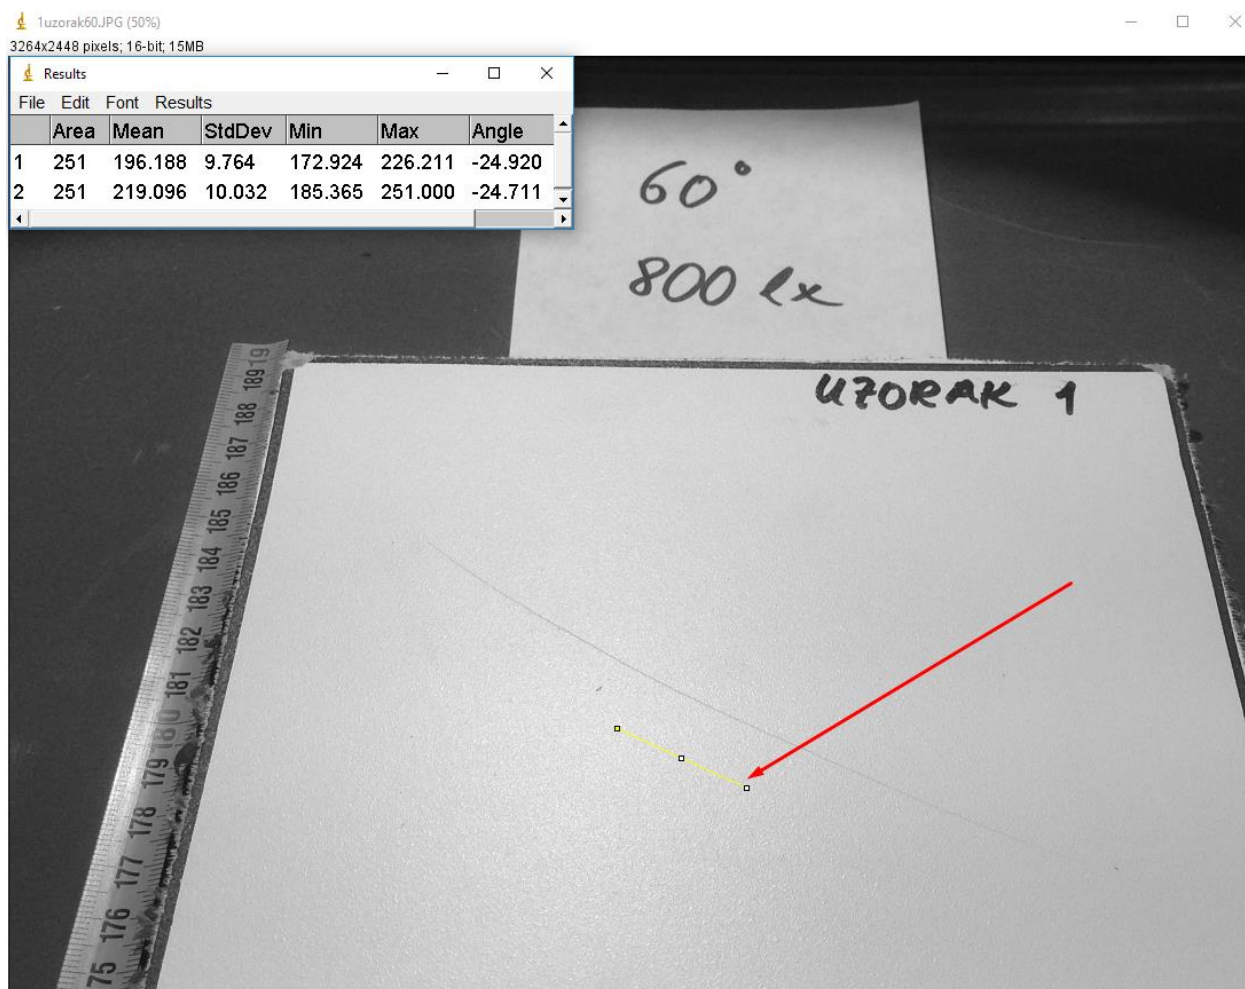 1uzorak60.JPG (50%)
3264x2448 pixels; 16-bit; 15MB
Results
File Edit Font Results
Area Mean StdDev Min Max Angle
1 251 196.188 9.764 172.924 226.211 -24.920
2 251 219.096 10.032 185.365 251.000 -24.711
60°
800 lx
UZORAK 1
19
189
188
187
186
185
184
183
182
181
180
179
178
177
176
75